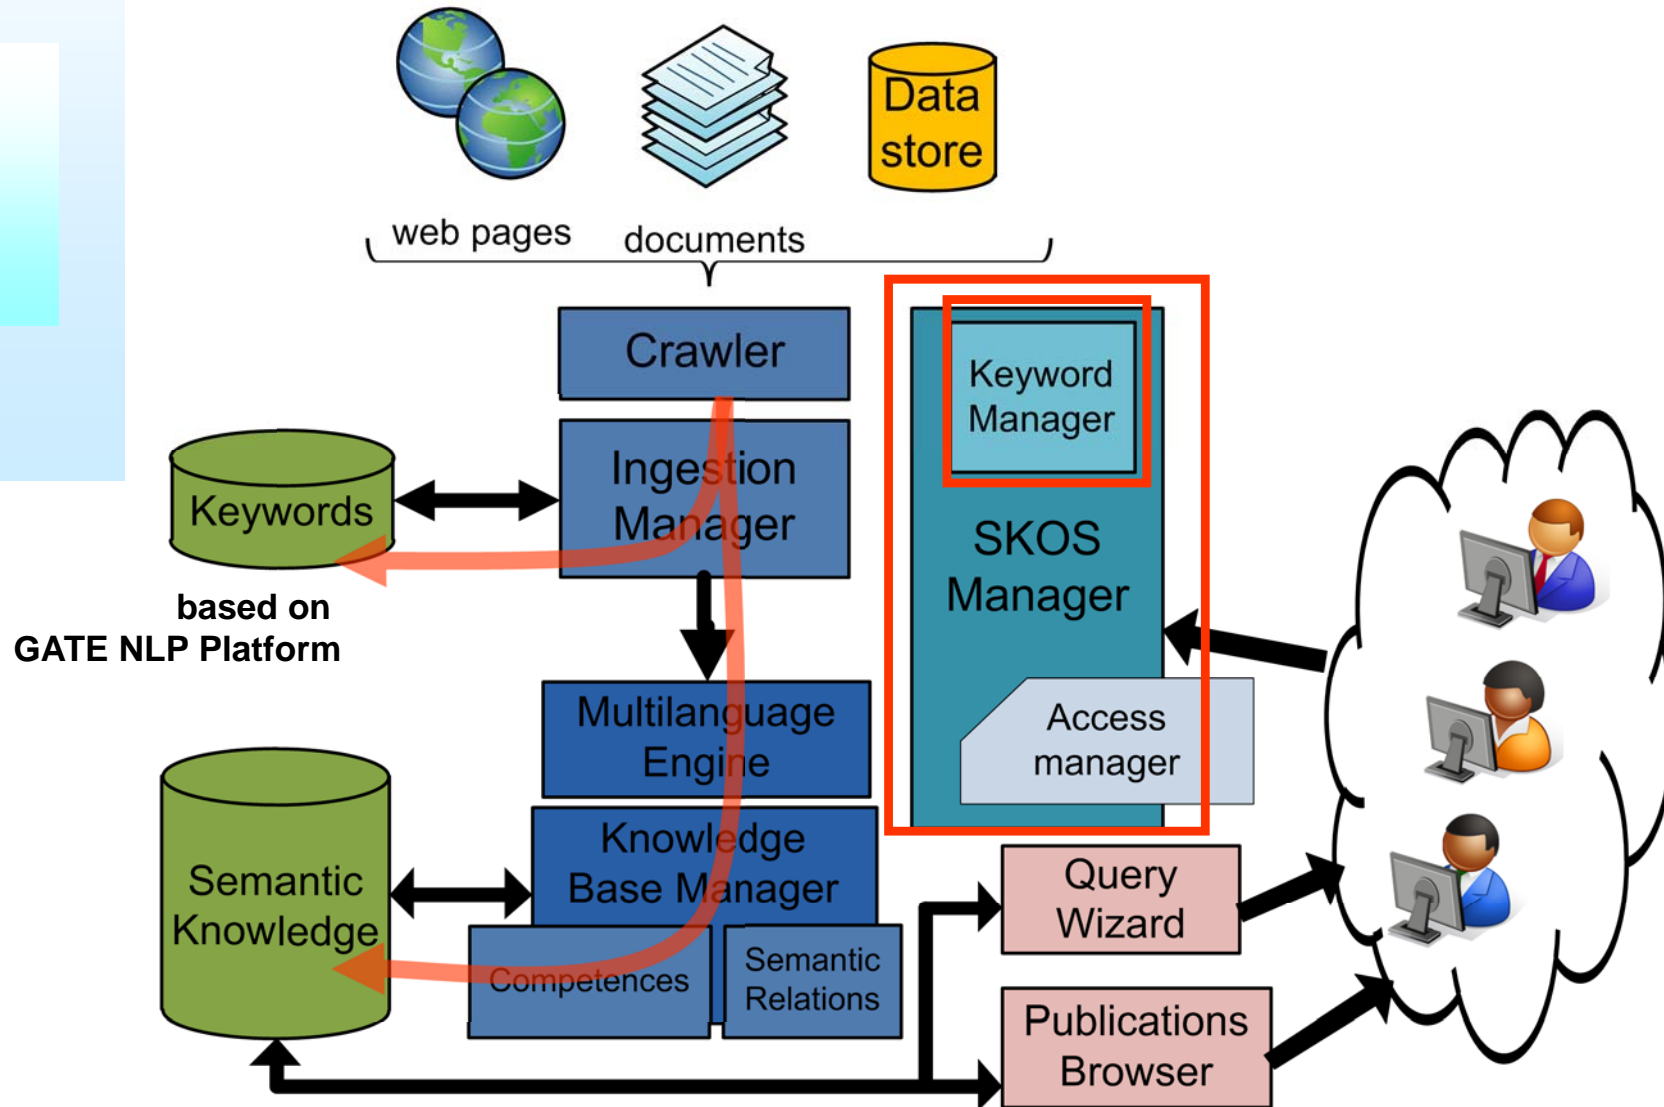 Data
store
web pages
documents
Crawler
Keyword
Manager
Ingestion
Manager
Keywords
SKOS
Manager
based on
GATE NLP Platform
Multilanguage
Engine
Access
manager
Knowledge
Base Manager
Semantic
Knowledge
Query
Wizard
Competences
Semantic
Relations
Publications
Browser